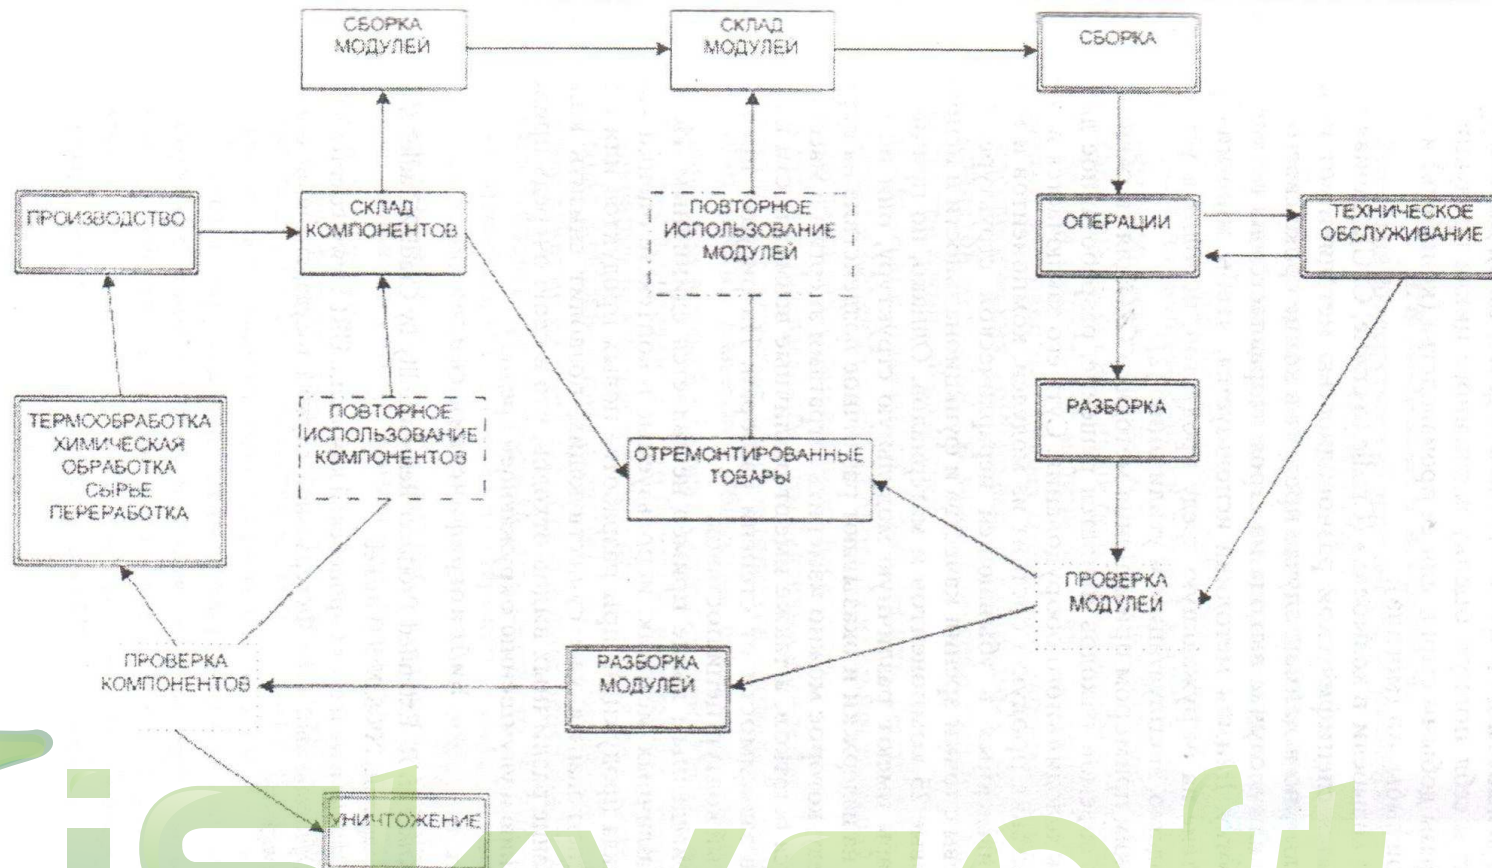 СБОРКА
МОДУЛЕЙ
СКЛАД
МОДУЛЕЙ
СБОРКА
ПРОИЗВОДСТВО
СКЛАД
КОМПОНЕНТОВ
ПОВТОРНОЕ
ИСПОЛЬЗОВАНИЕ
МОДУЛЕЙ
ОПЕРАЦИИ
ТЕХНИЧЕСКОЕ
ОБСЛУЖИВАНИЕ
ТЕРМООБРАБОТКА
ХИМИЧЕСКАЯ
ОБРАБОТКА
СЫРЬЕ
ПЕРЕРАБОТКА
ПОВТОРНОЕ
ИСПОЛЬЗОВАНИЕ
КОМПОНЕНТОВ
ОТРЕМОНТИРОВАННЫЕ
ТОВАРЫ
РАЗБОРКА
ПРОВЕРКА
МОДУЛЕЙ
ПРОВЕРКА
КОМПОНЕНТОВ
РАЗБОРКА
МОДУЛЕЙ
УНИЧТОЖЕНИЕ
iSkysoft